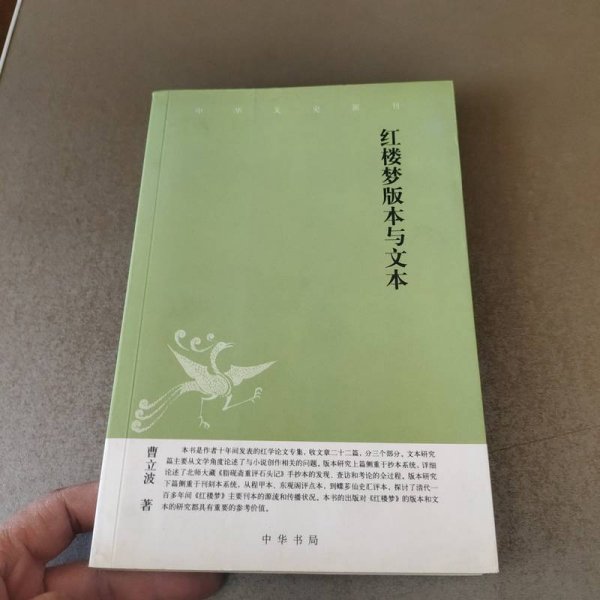 中华文史新刊
红楼梦版本与文本
曹立波 著
本书是作者十年间发表的红学论文专集，收文章二十二篇，分三个部分。文本研究
篇主要从文学角度论述了与小说创作相关的问题，版本研究上篇侧重于抄本系统，详细
论述了北师大藏《脂砚斋重评石头记》手抄本的发现、查访和考论的全过程，版本研究
下篇侧重于刊刻本系统，从程甲本、东观阁评点本，到蝶芗仙史汇评本，探讨了清代一
百多年间《红楼梦》主要刊本的源流和传播状况。本书的出版对《红楼梦》的版本和文
本的研究都具有重要的参考价值。
中华书局